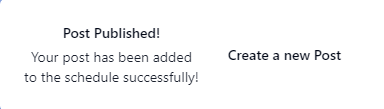 Post Published!
Your post has been added
to the schedule successfully!
Create a new Post